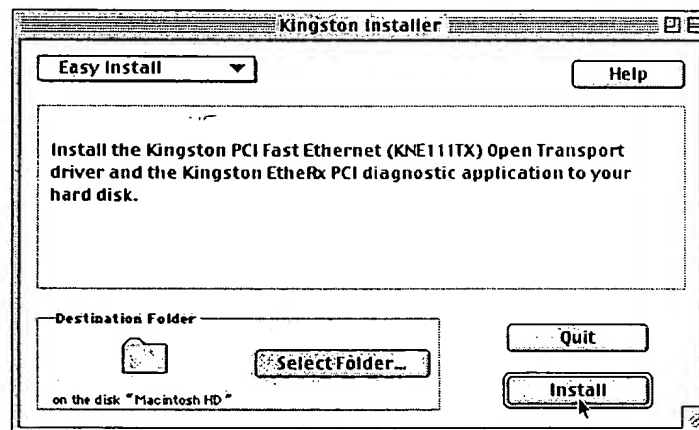 Kingston Installer
Easy Install
Help
Install the Kingston PCI Fast Ethernet (KNE111TX) Open Transport
driver and the Kingston EtheRx PCI diagnostic application to your
hard disk.
Destination Folder
Select Folder...
on the disk "Macintosh HD"
Quit
Install